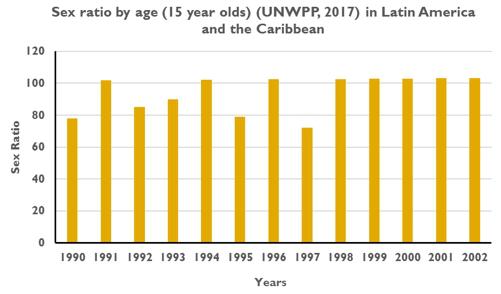 Sex ratio by age (15 year olds) (UNWPP, 2017) in Latin America
and the Caribbean
120
100
80
60
40
20
0
Sex Ratio
1990 1991 1992 1993 1994 1995 1996 1997 1998 1999 2000 2001 2002
Years